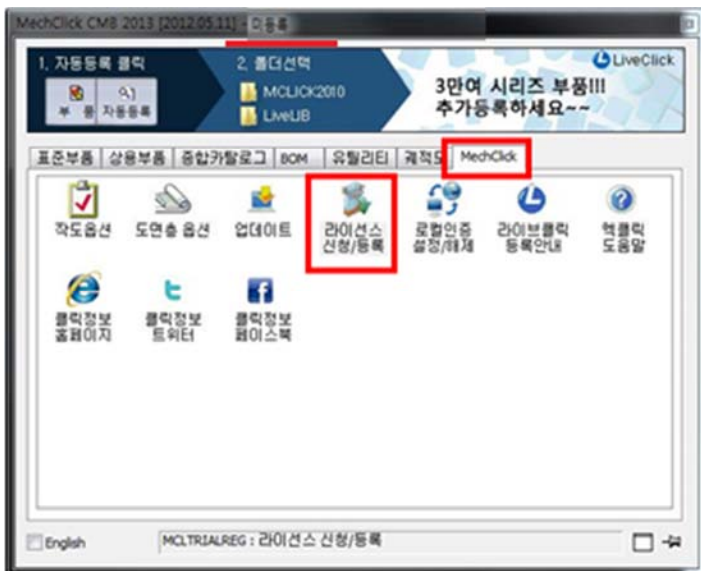 MechClick CMB 2013 [2012.05.11] - 미등록
1. 자동등록 클릭
2. 폴더선택
LiveClick
부 품
자동등록
MCLICK2010
LiveLIB
3만여 시리즈 부품!!!
추가등록하세요~~
표준부품 상용부품 종합카탈로그 BOM 유틸리티 궤적도 MechClick
작도옵션
도면층 옵션
업데이트
라이선스
신청/등록
로컬인증
설정/해제
라이브클릭
등록안내
멕클릭
도움말
클릭정보
홈페이지
클릭정보
트위터
클릭정보
페이스북
English
MCLTRIALREG : 라이선스 신청/등록